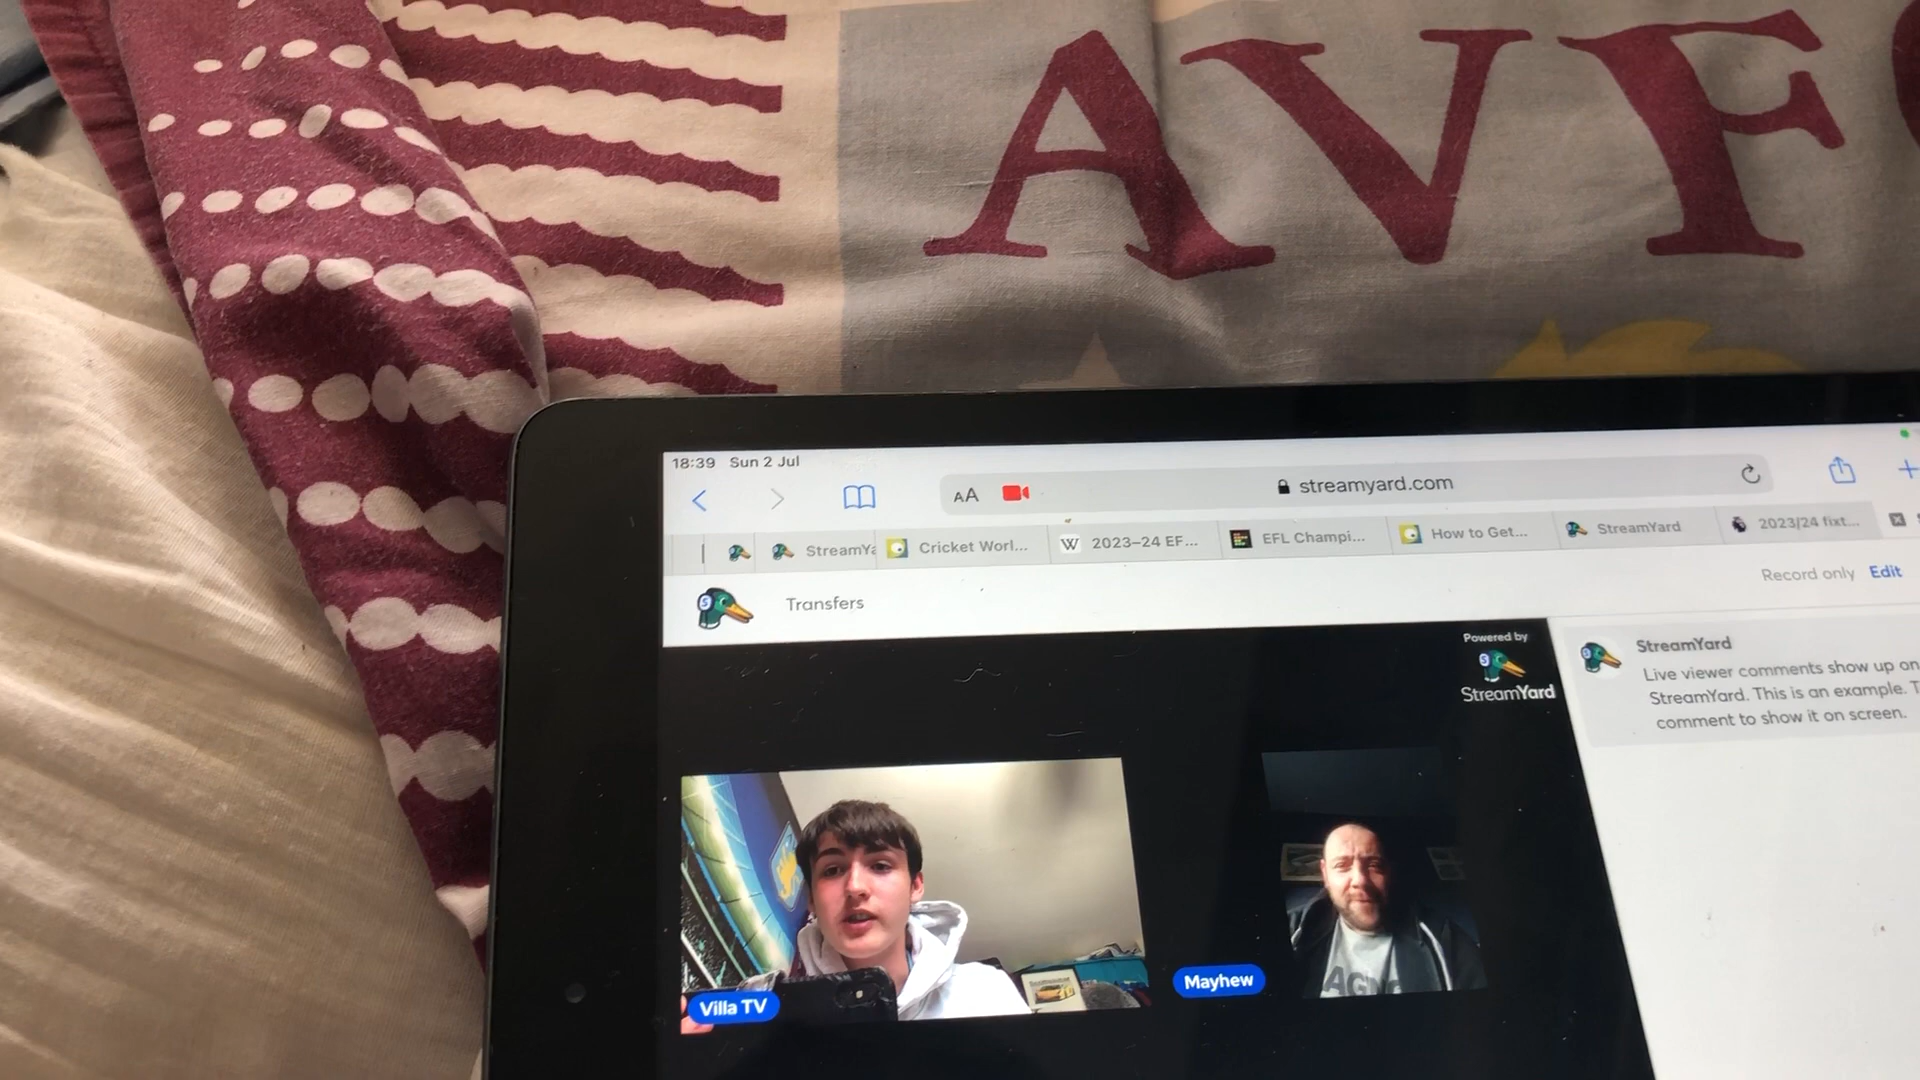 AVF
18:39 Sun 2 Jul
AA streamyard.com
StreamYa Cricket Worl... W 2023–24 EF... EFL Champi... How to Get... StreamYard 2023/24 fixt...
Transfers
Record only Edit
Powered by
StreamYard
StreamYard
Live viewer comments show up on
StreamYard. This is an example. T
comment to show it on screen.
Villa TV
Mayhew